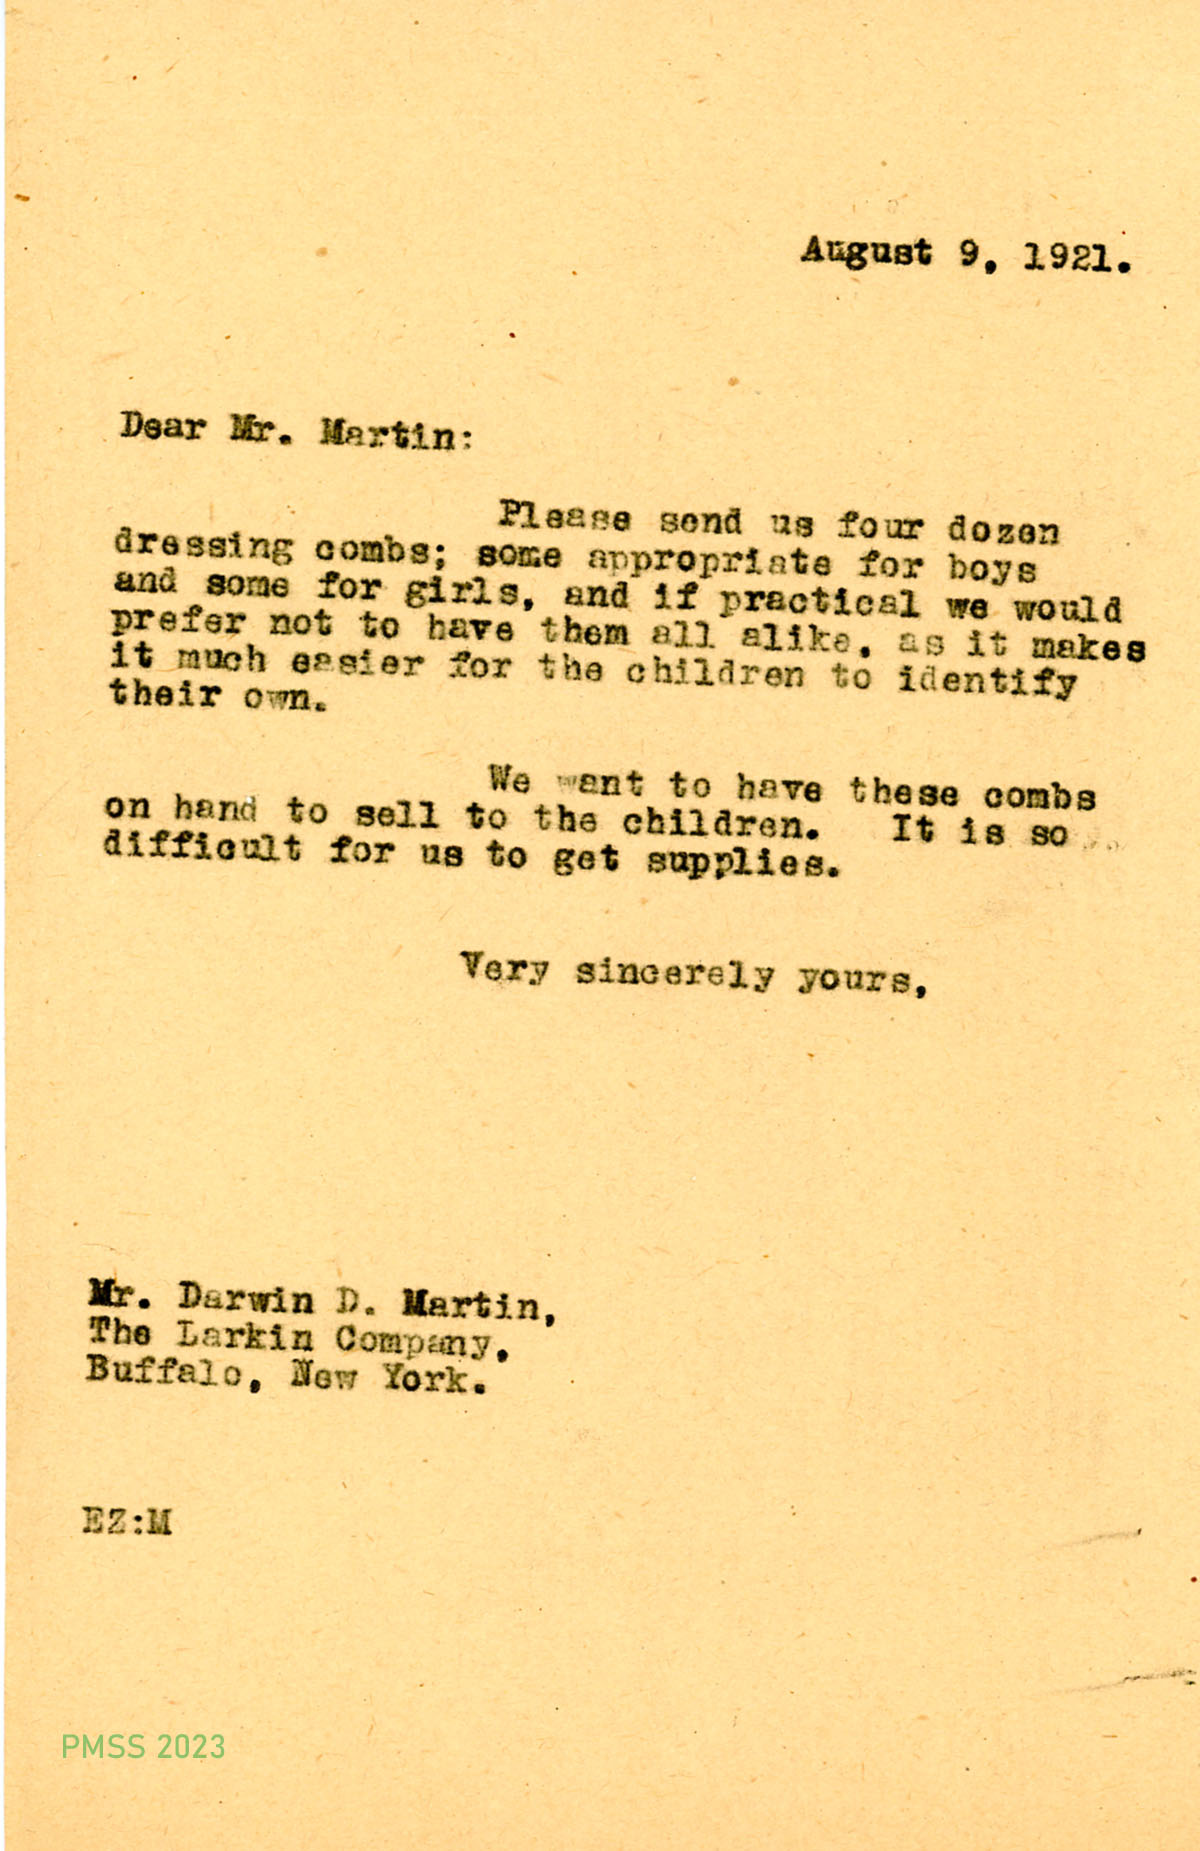 August 9, 1921.
Dear Mr. Martin:
Please send us four dozen
dressing combs; some appropriate for boys
and some for girls, and if practical we would
prefer not to have them all alike, as it makes
it much easier for the children to identify
their own.
We want to have these combs
on hand to sell to the children. It is so
difficult for us to get supplies.
Very sincerely yours,
Mr. Darwin D. Martin,
The Larkin Company,
Buffalo, New York.
EZ:M
PMSS 2023